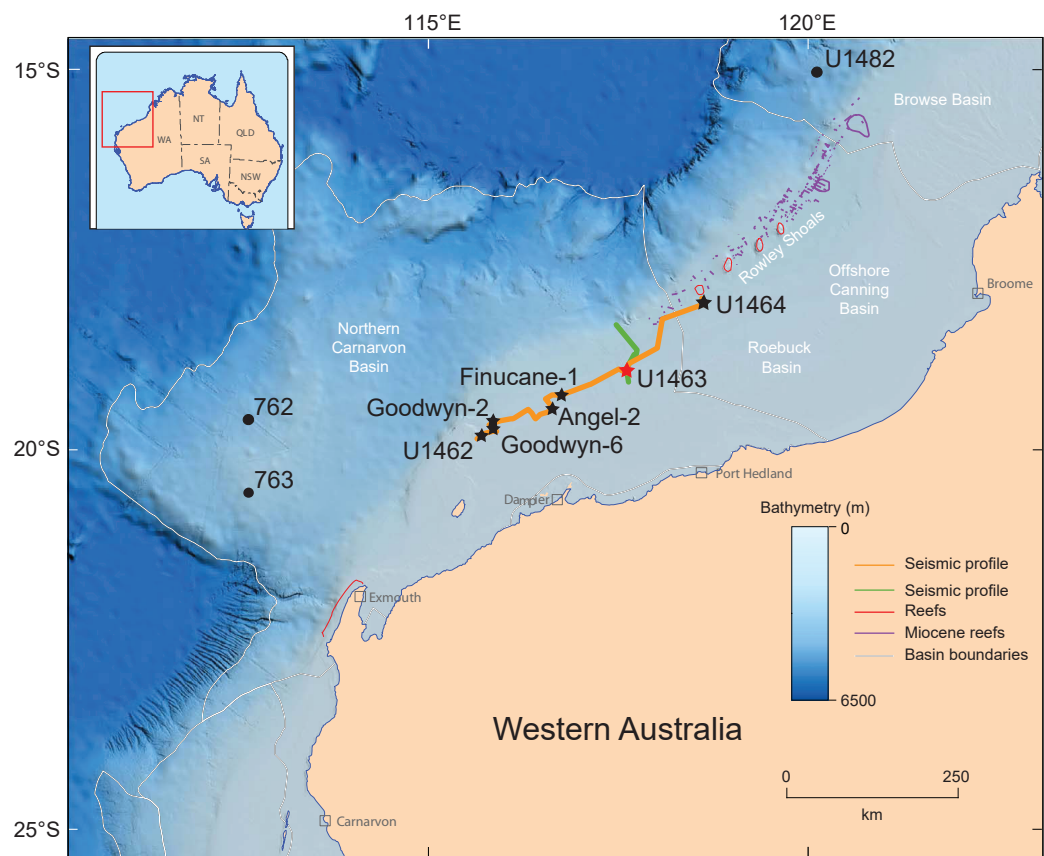 115°E
120°E
15°S
20°S
25°S
NT
WA
QLD
SA
NSW
U1482
Browse Basin
Rowley Shoals
Offshore
Canning
Basin
Broome
U1464
Northern
Carnarvon
Basin
Roebuck
Basin
Finucane-1
U1463
762
Goodwyn-2
Angel-2
U1462
Goodwyn-6
763
Port Hedland
Dampier
Exmouth
Carnarvon
Western Australia
Bathymetry (m)
0
6500
Seismic profile
Seismic profile
Reefs
Miocene reefs
Basin boundaries
0
250
km